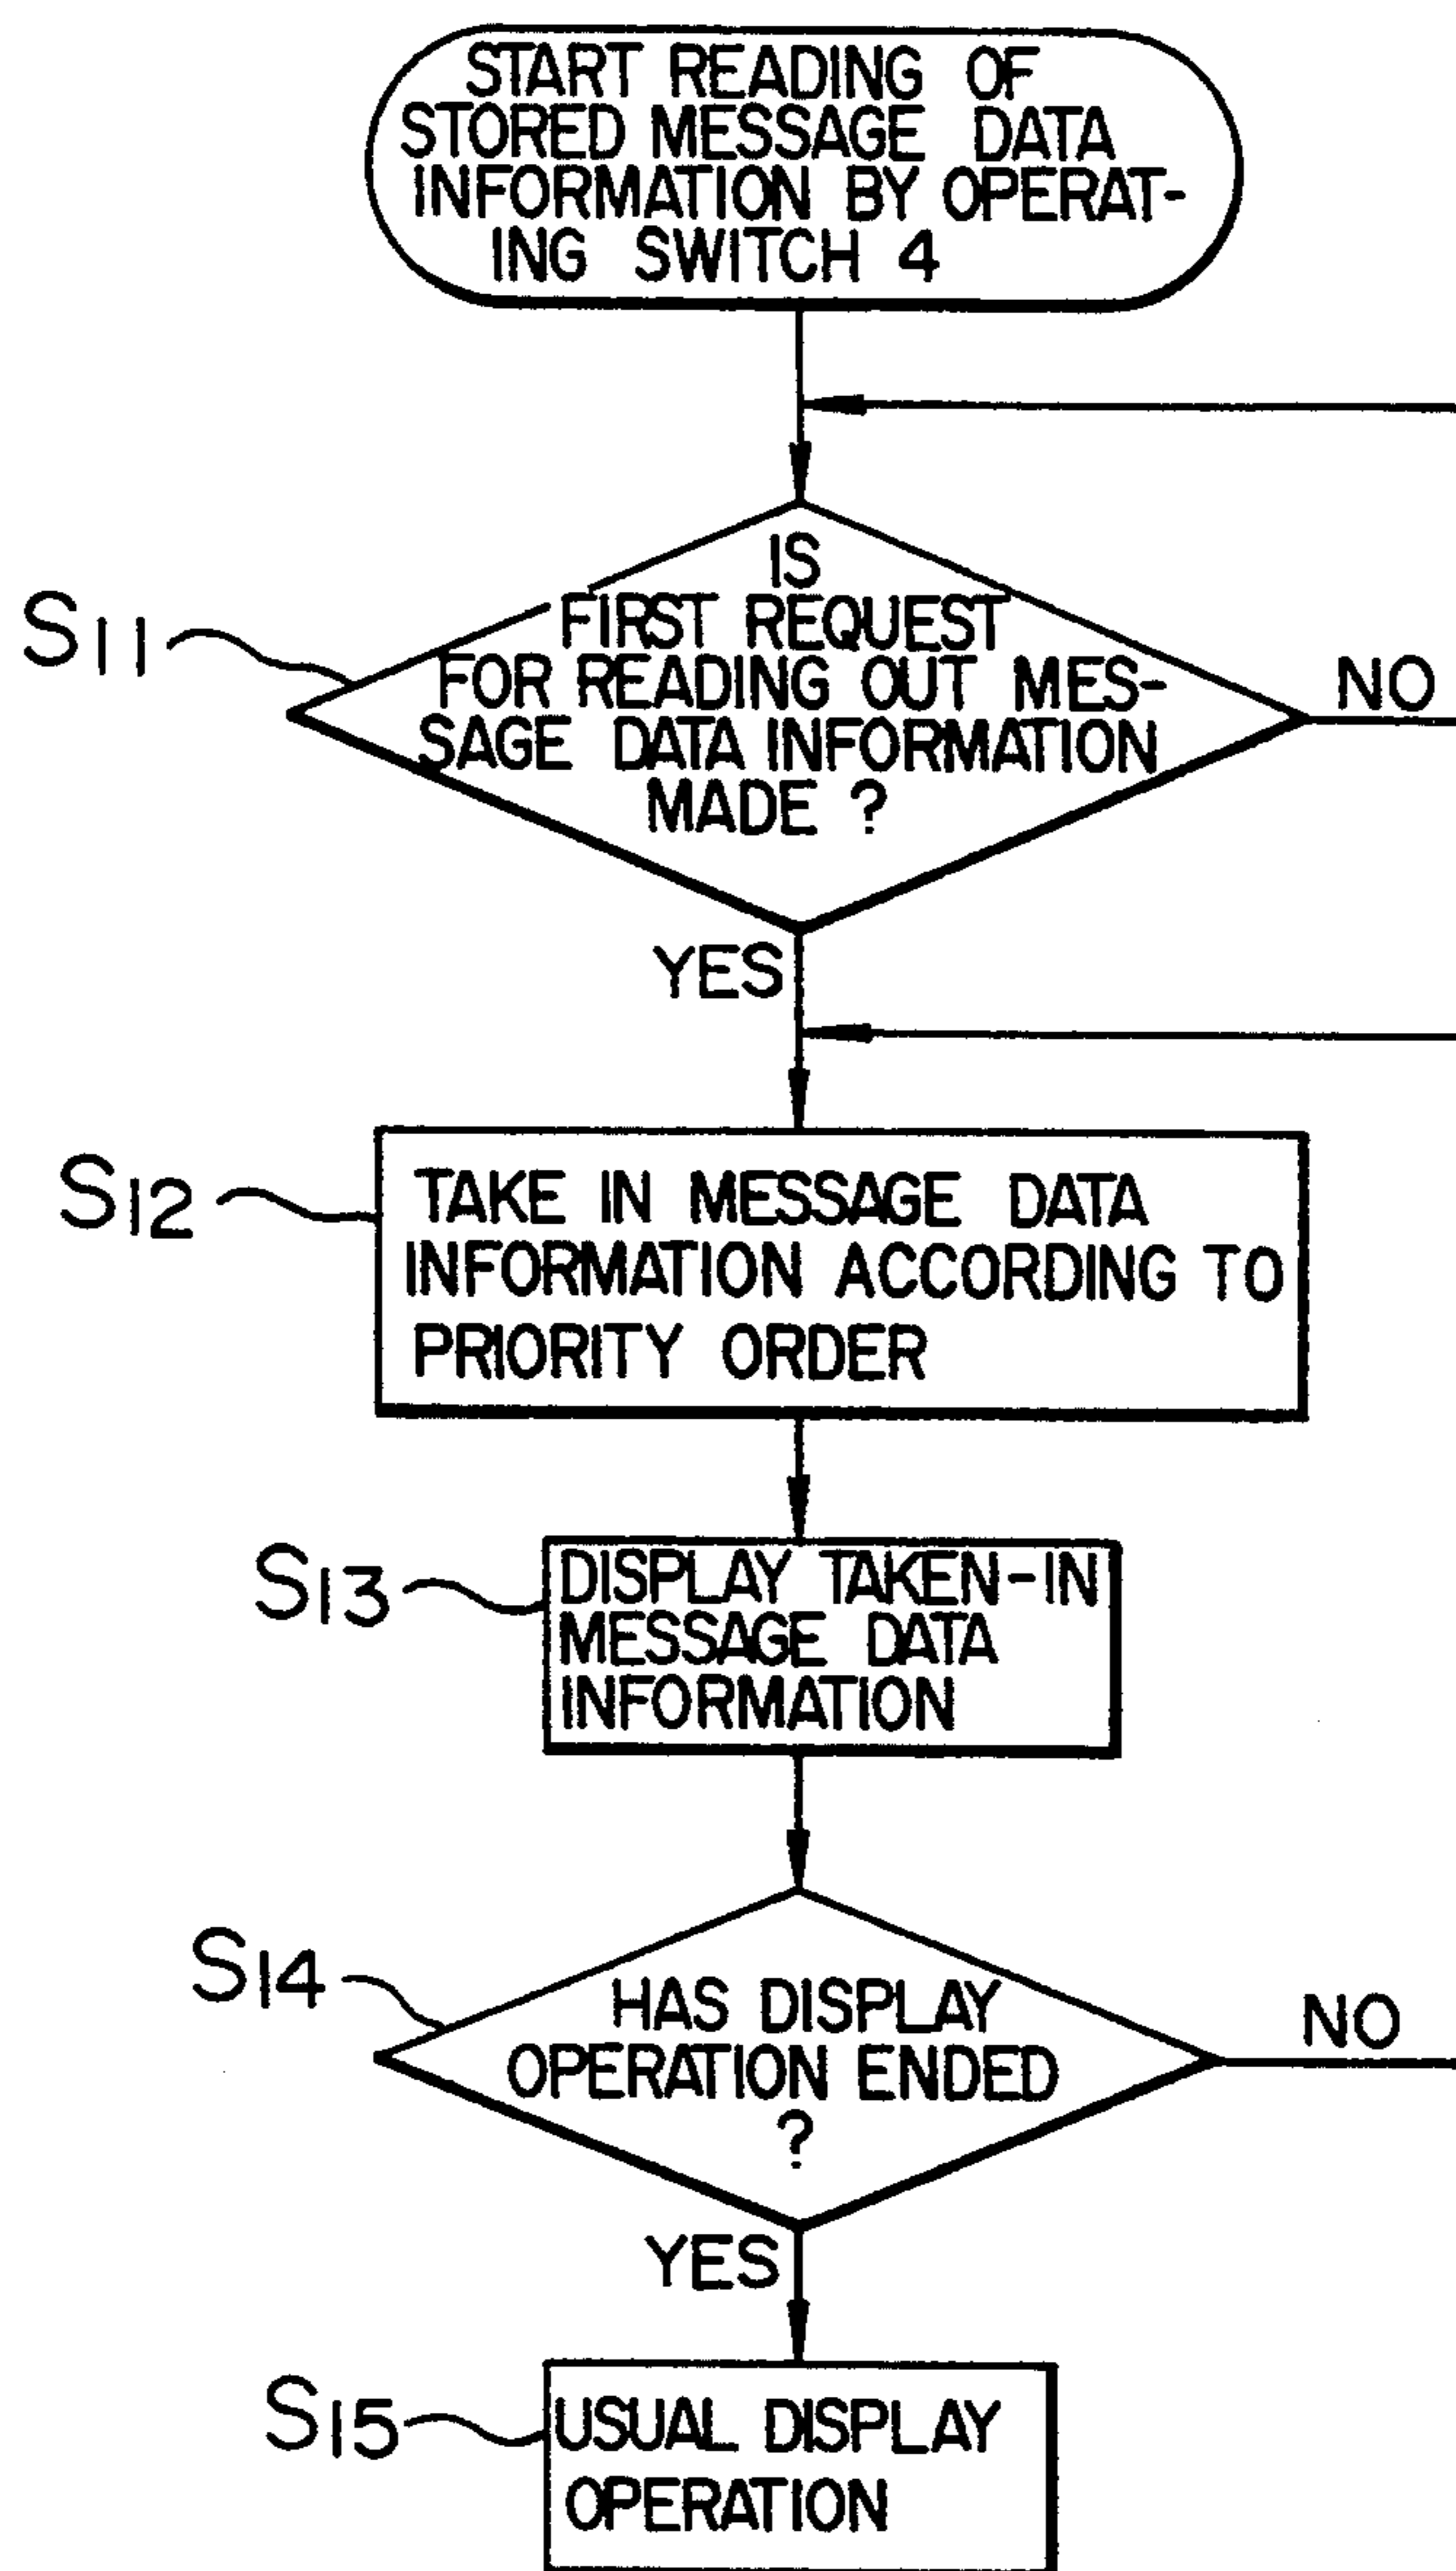 START READING OF
STORED MESSAGE DATA
INFORMATION BY OPERAT-
ING SWITCH 4
IS
FIRST REQUEST
FOR READING OUT MES-
SAGE DATA INFORMATION
MADE ?
S11
NO
YES
S12
TAKE IN MESSAGE DATA
INFORMATION ACCORDING TO
PRIORITY ORDER
S13
DISPLAY TAKEN-IN
MESSAGE DATA
INFORMATION
S14
HAS DISPLAY
OPERATION ENDED
?
NO
YES
S15
USUAL DISPLAY
OPERATION